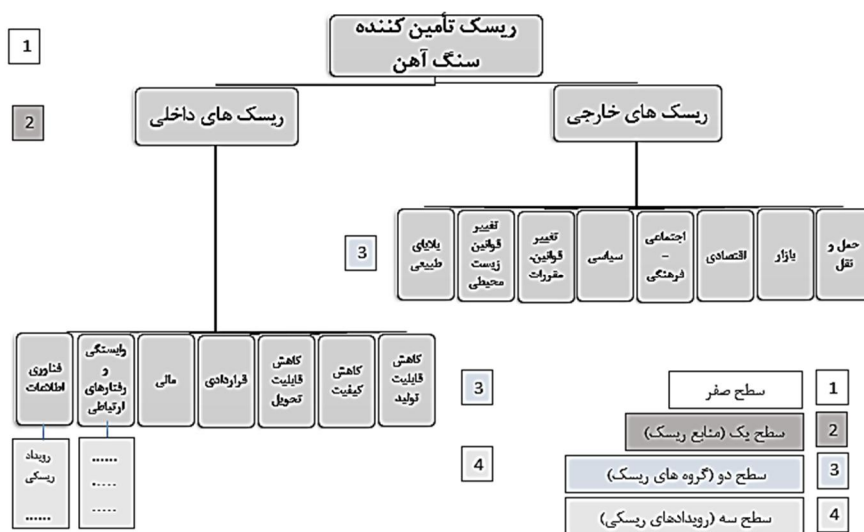 ریسک تأمین کننده
سنگ آهن
1
ریسک های خارجی
ریسک های داخلی
2
حمل و
نقل
بازار
اقتصادی
اجتماعی
–
فرهنگی
سیاسی
تغییر
قوانین،
مقررات
تغییر
قوانین
زیست
محیطی
بلایای
طبیعی
3
کاهش
قابلیت
تولید
کاهش
کیفیت
کاهش
قابلیت
تحویل
قراردادی
مالی
وابستگی
و
رفتارهای
ارتباطی
فناوری
اطلاعات
3
......
.....
.....
رویداد
ریسکی
......
4
1
سطح صفر
2
سطح یک (منابع ریسک)
3
سطح دو (گروه های ریسک)
4
سطح سه (رویدادهای ریسکی)